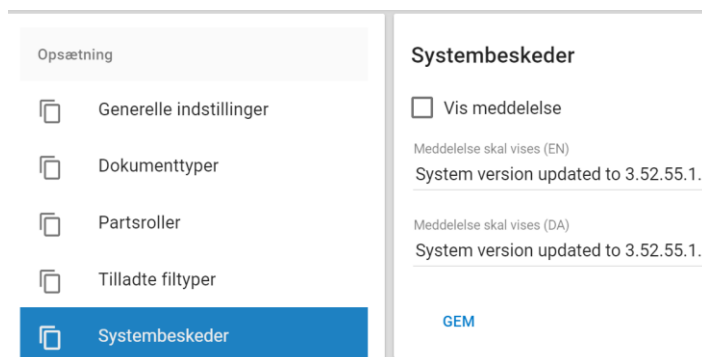 Opsætning
Generelle indstillinger
Dokumenttyper
Partsroller
Tilladte filtyper
Systembeskeder
Systembeskeder
Vis meddelelse
Meddelelse skal vises (EN)
System version updated to 3.52.55.1.
Meddelelse skal vises (DA)
System version updated to 3.52.55.1.
GEM